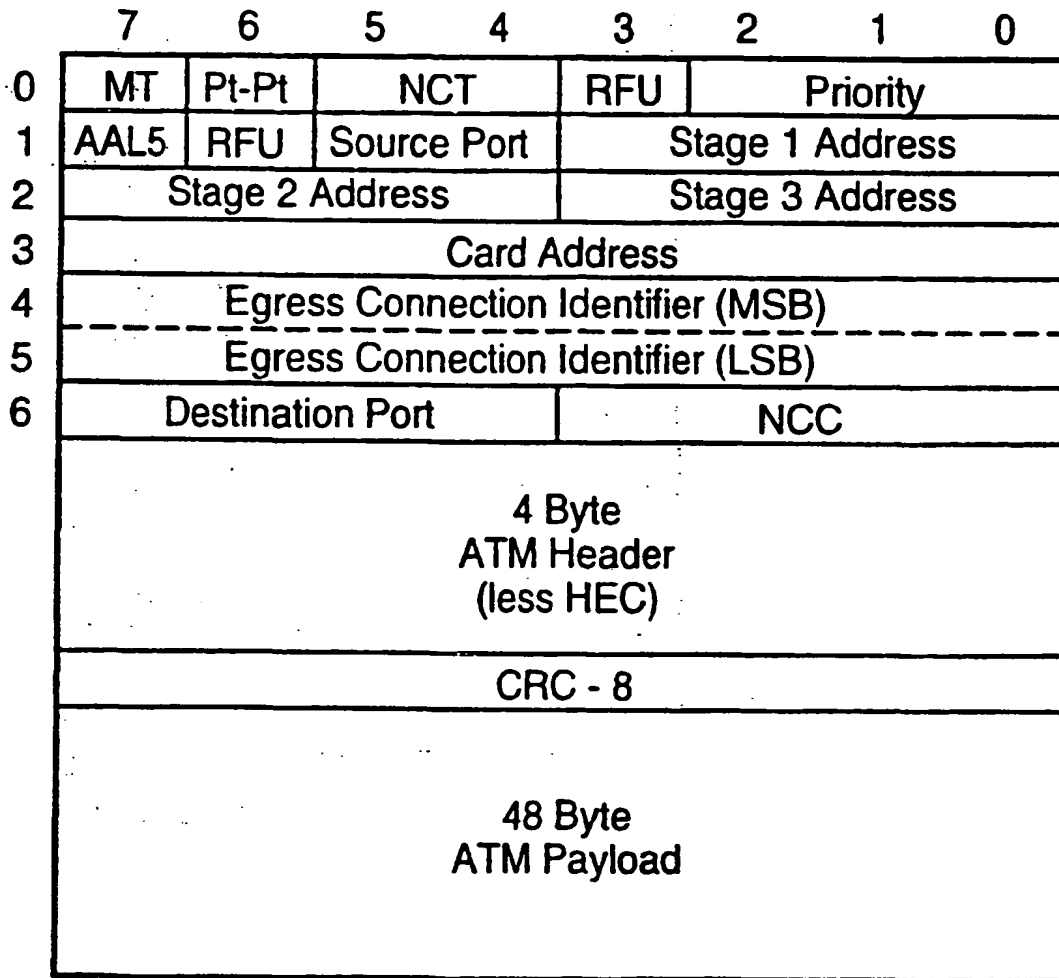 7 6 5 4 3 2 1 0
0 MT Pt-Pt NCT RFU Priority
1 AAL5 RFU Source Port Stage 1 Address
2 Stage 2 Address Stage 3 Address
3 Card Address
4 Egress Connection Identifier (MSB)
5 Egress Connection Identifier (LSB)
6 Destination Port NCC
4 Byte
ATM Header
(less HEC)
CRC - 8
48 Byte
ATM Payload